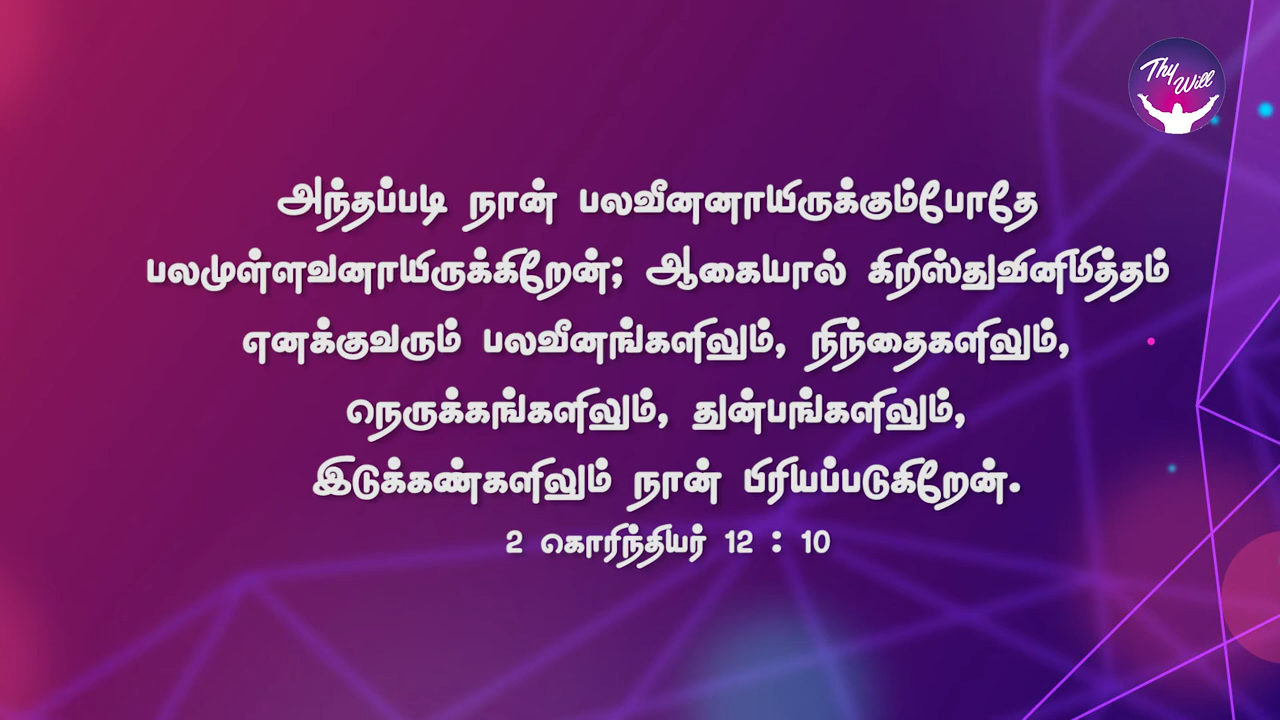 Thy Will
அந்தப்படி நான் பலவீனனாயிருக்கும்போதே
பலமுள்ளவனாயிருக்கிறேன்; ஆகையால் கிறிஸ்துவினிமித்தம்
எனக்குவரும் பலவீனங்களிலும், நிந்தைகளிலும்,
நெருக்கங்களிலும், துன்பங்களிலும்,
இடுக்கண்களிலும் நான் பிரியப்படுகிறேன்.
2 கொரிந்தியர் 12 : 10